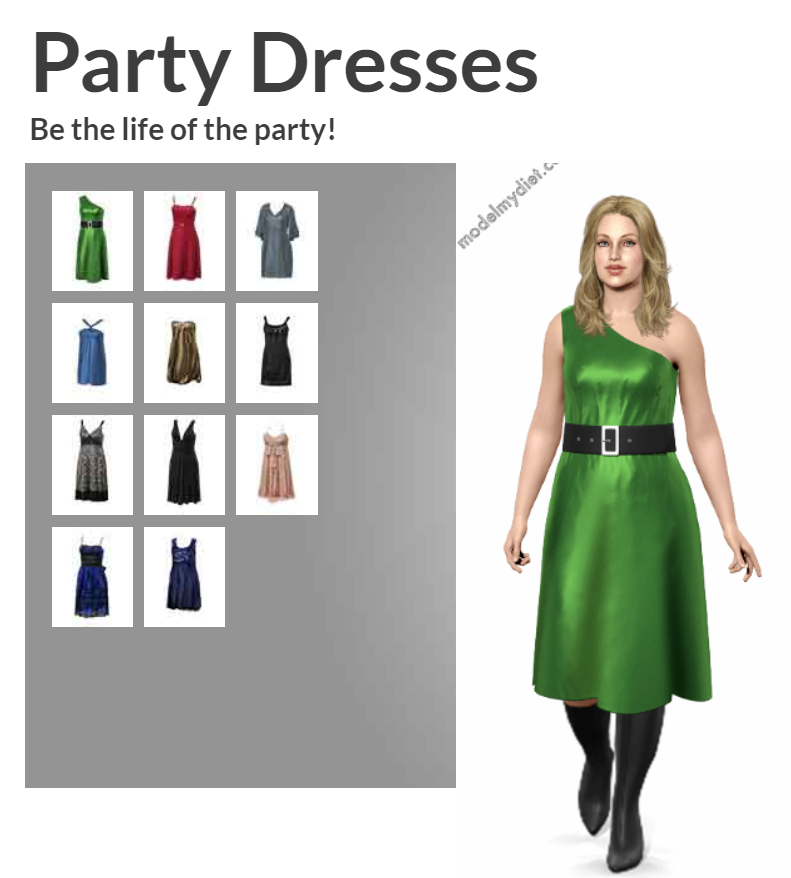 Party Dresses
Be the life of the party!
modelmydiet.c